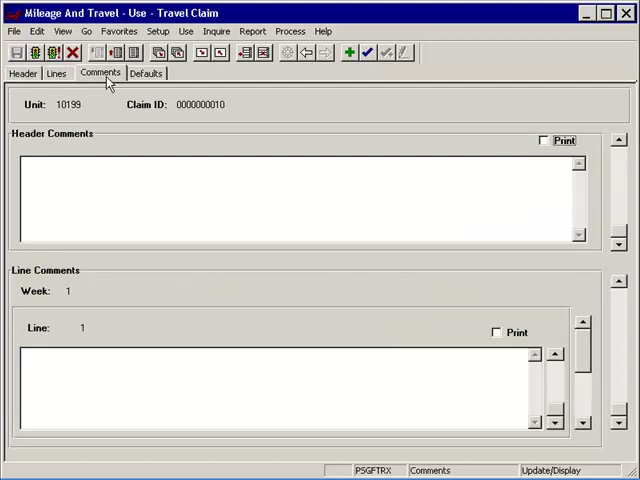 Mileage And Travel - Use - Travel Claim
File Edit View Go Favorites Setup Use Inquire Report Process Help
Header Lines Comments Defaults
Unit: 10199 Claim ID: 0000000010
Header Comments
Print
Line Comments
Week: 1
Line: 1
Print
PSGFTRX Comments Update/Display